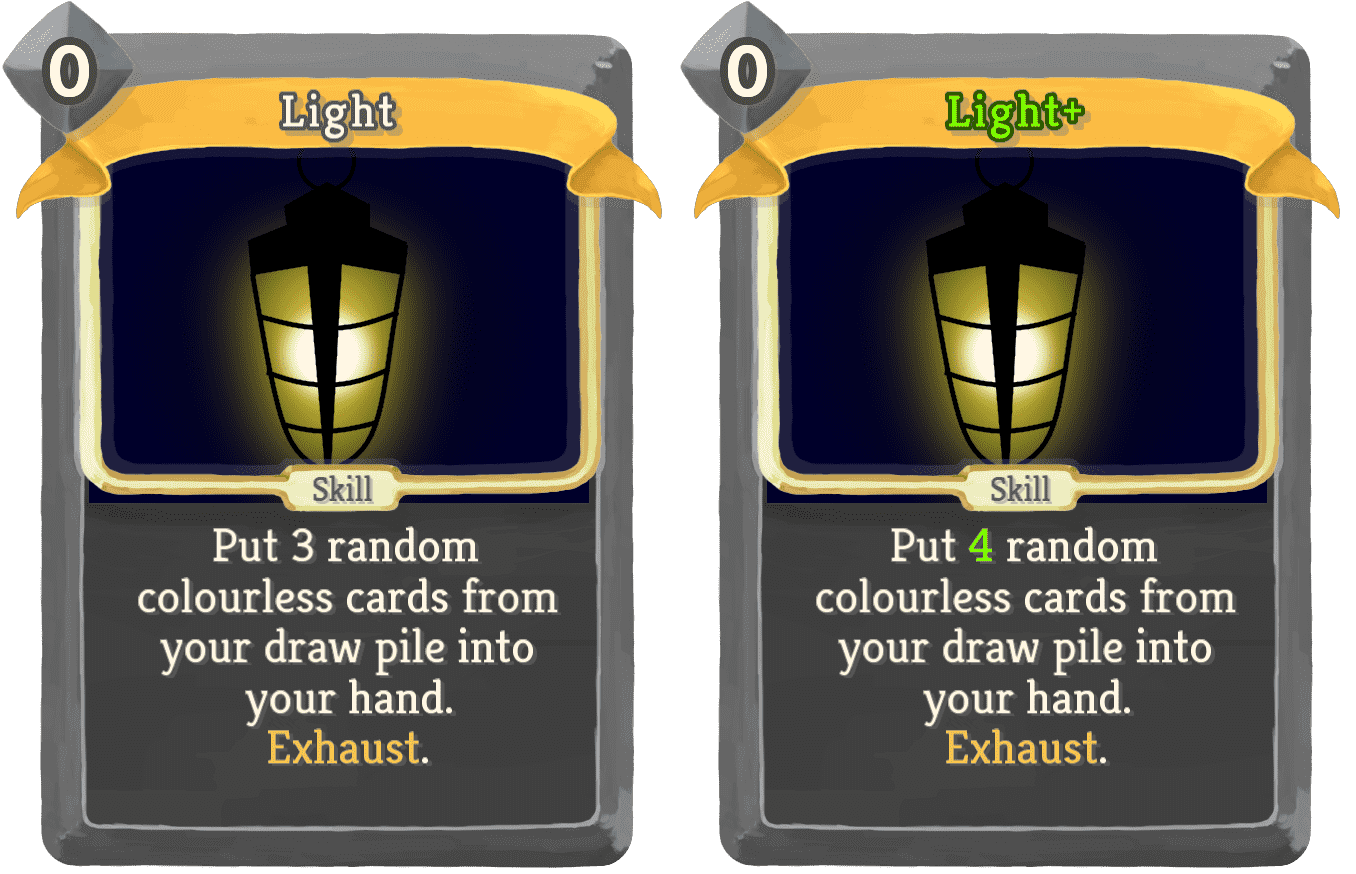 0
Light
Skill
Put 3 random
colourless cards from
your draw pile into
your hand.
Exhaust.
0
Light+
Skill
Put 4 random
colourless cards from
your draw pile into
your hand.
Exhaust.